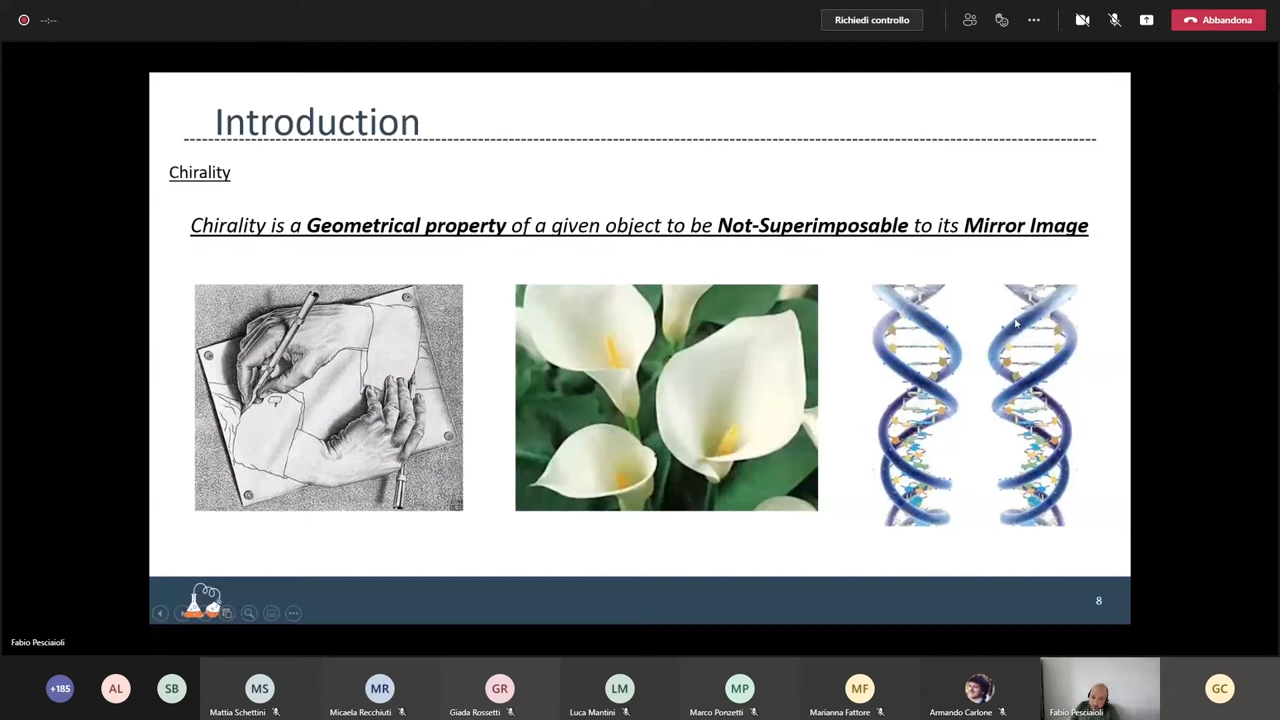 --:--
Richiedi controllo
Abbandona
Introduction
Chirality
Chirality is a Geometrical property of a given object to be Not-Superimposable to its Mirror Image
8
Fabio Pesciaioli
+185
AL
SB
MS
MR
GR
LM
MP
MF
GC
Mattia Schettini
Micaela Recchiuti
Giada Rossetti
Luca Mantini
Marco Ponzetti
Marianna Fattore
Armando Carlone
Fabio Pesciaioli